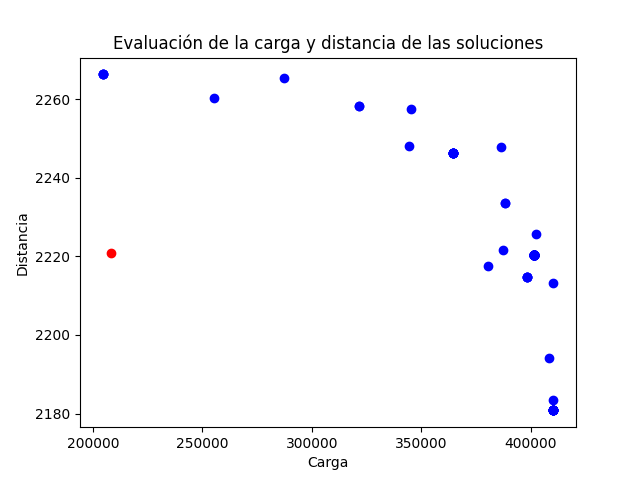 Evaluación de la carga y distancia de las soluciones
2260
2240
2220
2200
2180
Distancia
200000 250000 300000 350000 400000
Carga